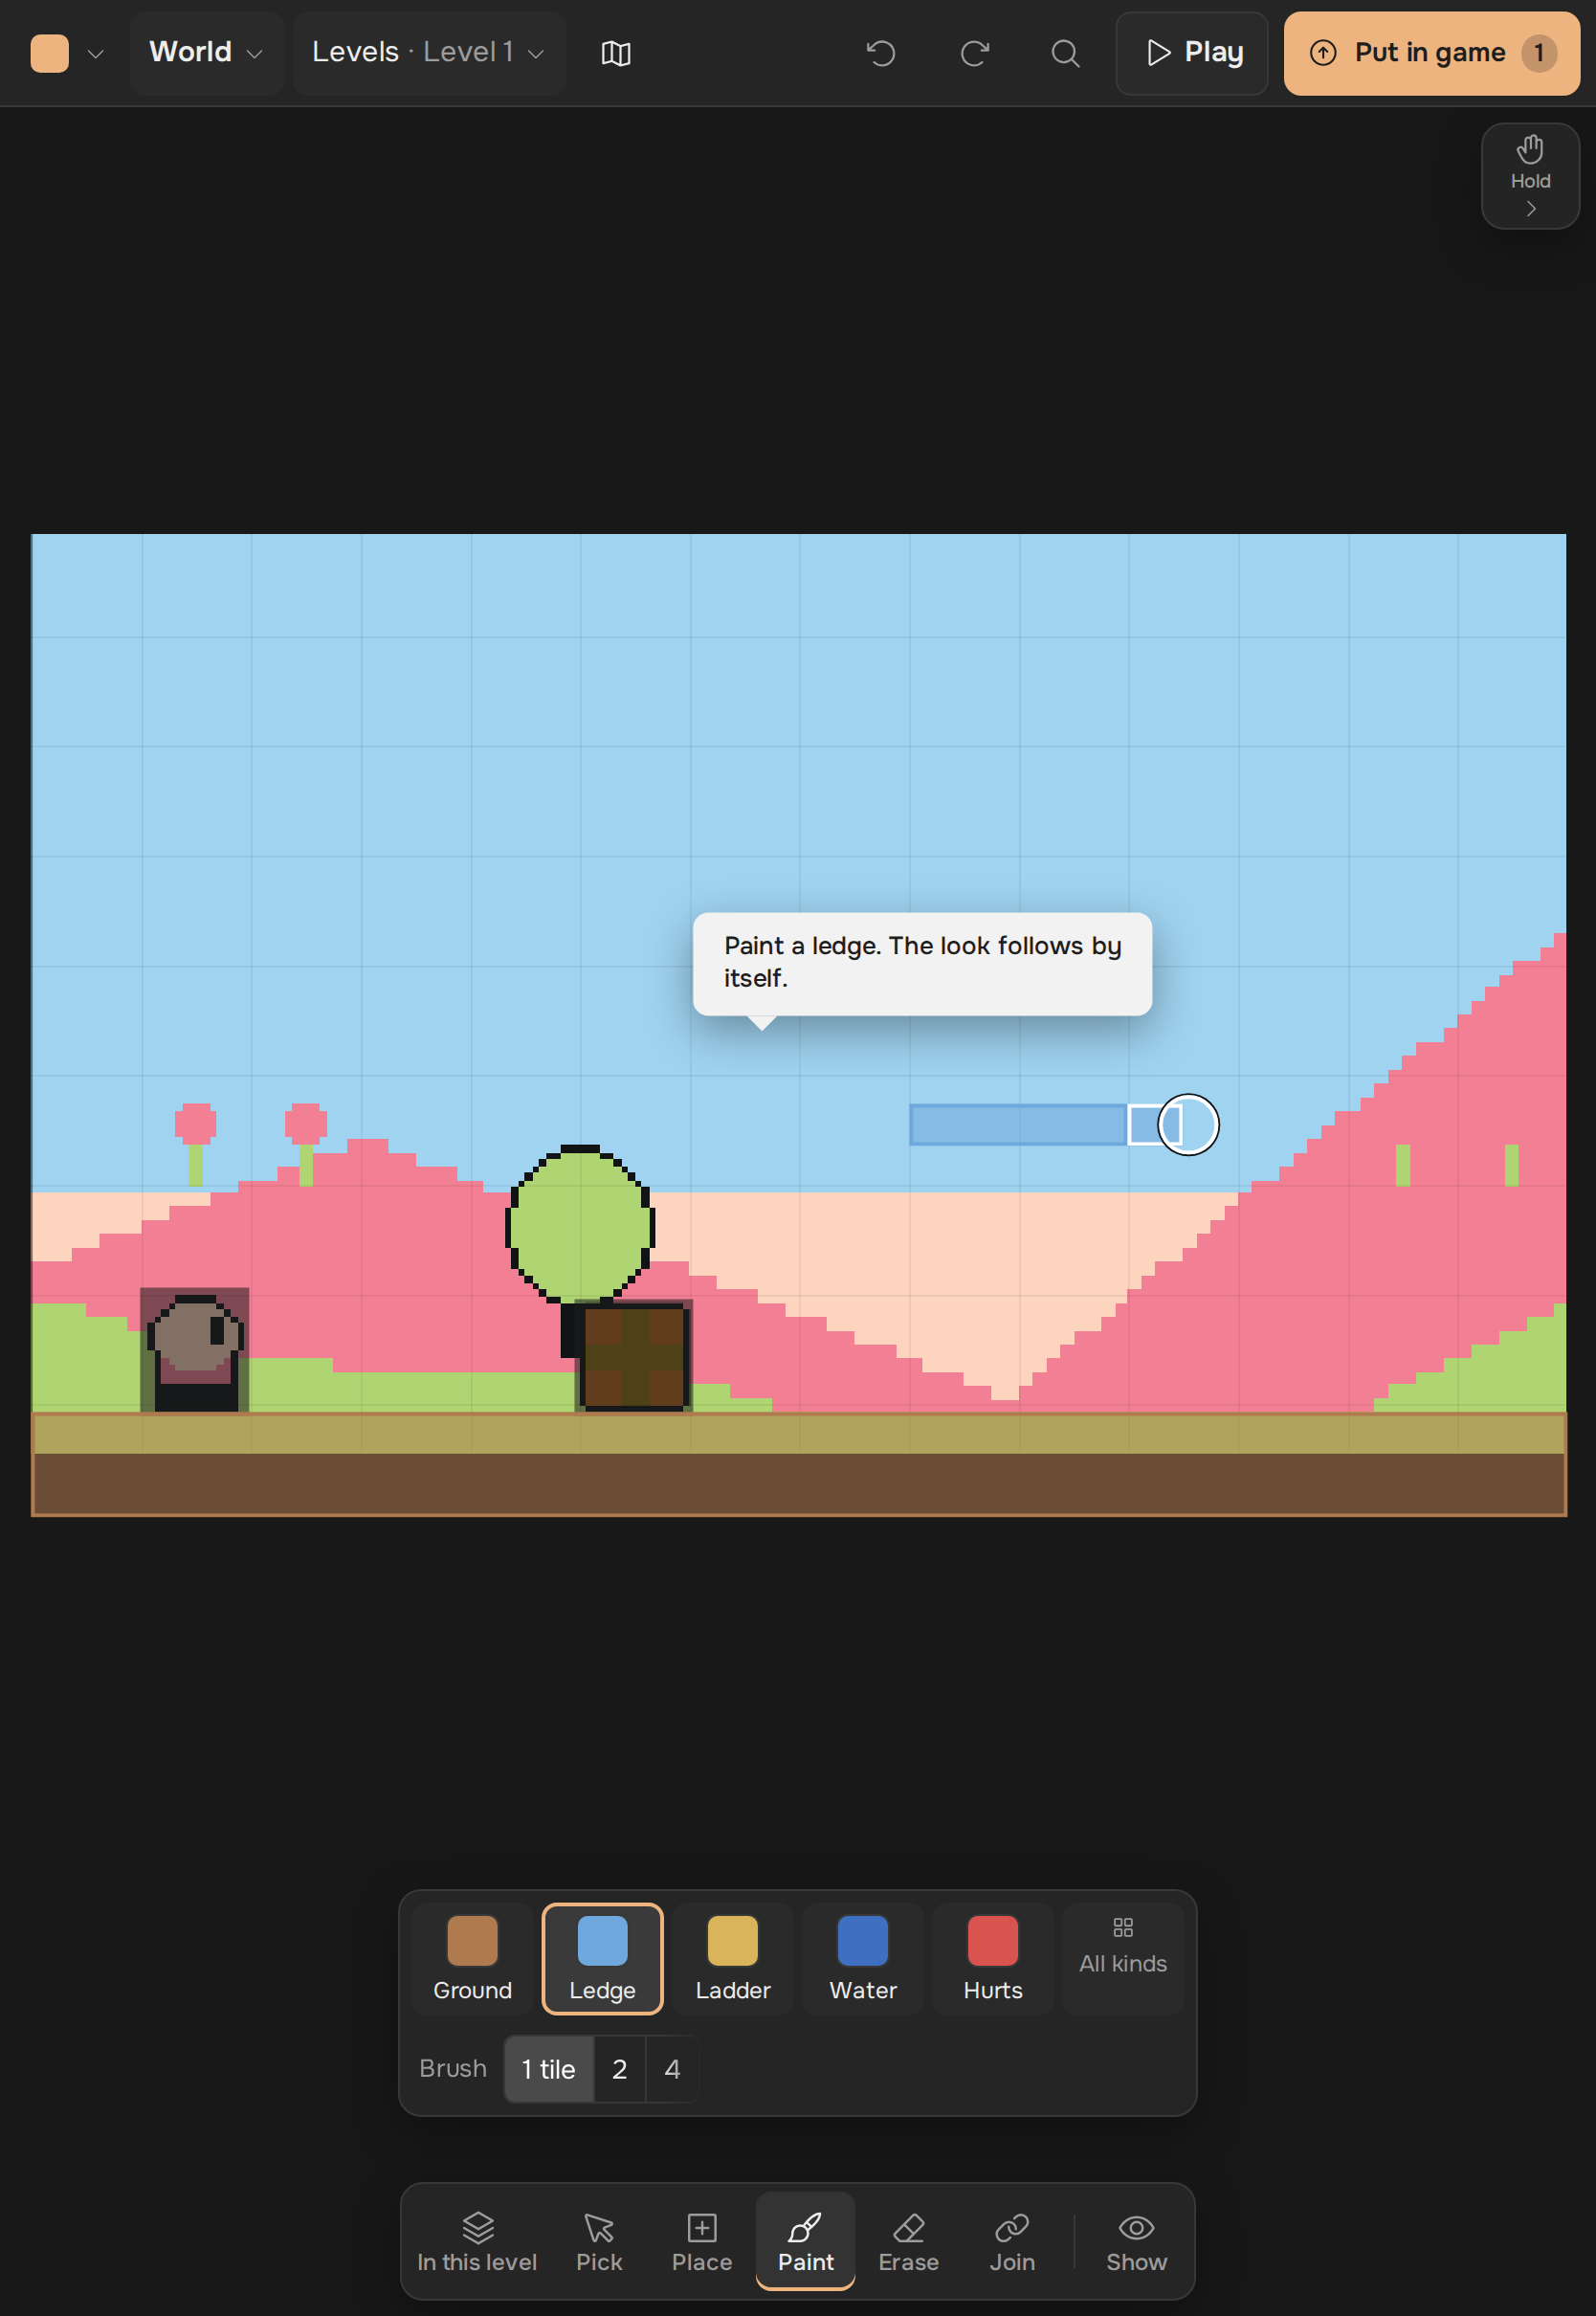 World
Levels · Level 1
Play
Put in game 1
Hold
Paint a ledge. The look follows by
itself.
Ground
Ledge
Ladder
Water
Hurts
All kinds
Brush
1 tile
2
4
In this level
Pick
Place
Paint
Erase
Join
Show